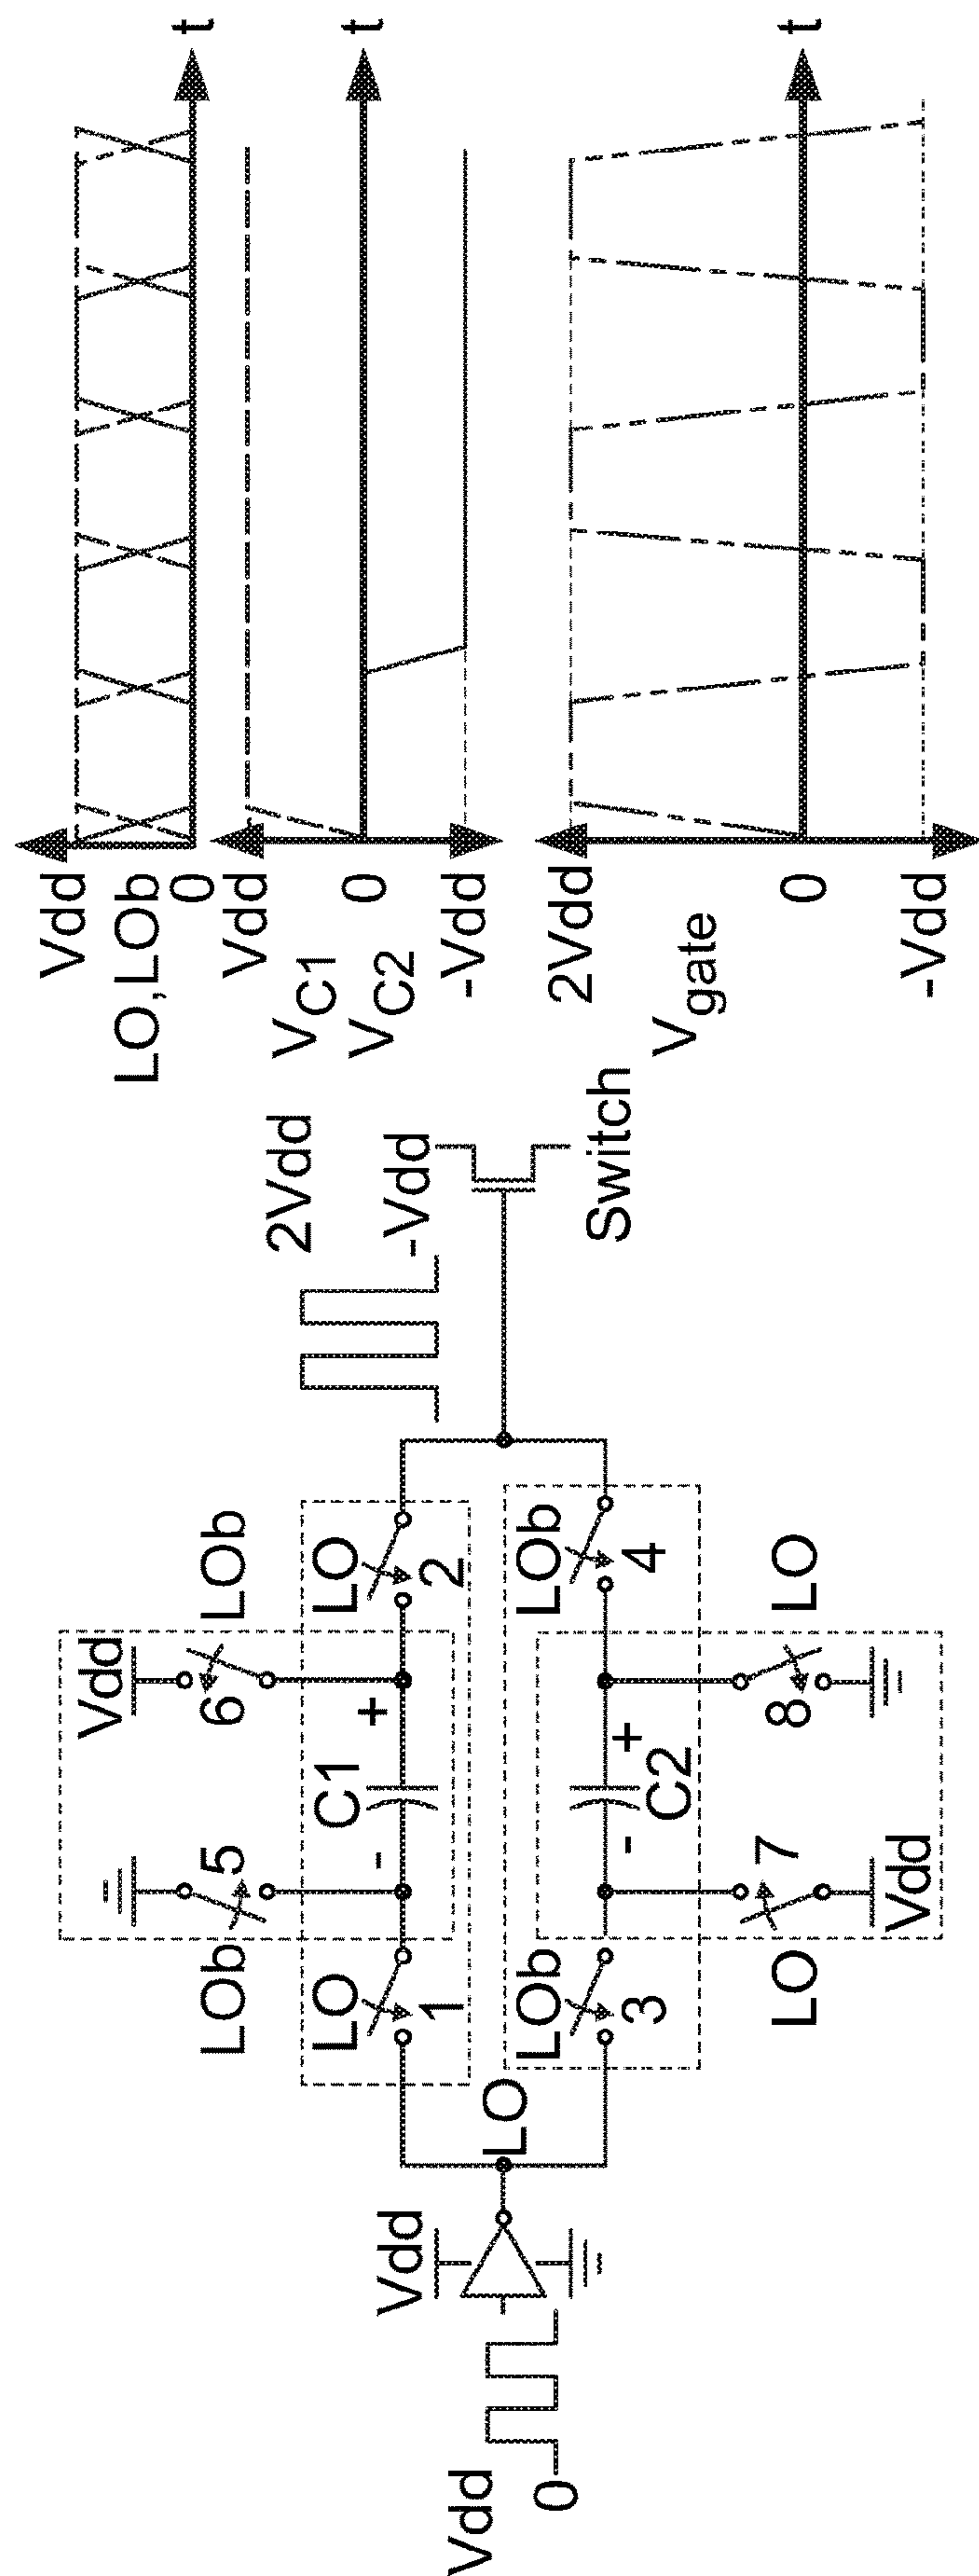 Vdd
0
Vdd
LO
LO
1
LOb
3
LOb
5
Vdd
6
LOb
-
C1
+
LO
2
-
C2
+
LOb
4
LO
7
Vdd
8
LO
2Vdd
-Vdd
Switch
Vdd
LO,LOb
0
t
Vdd
VC1
0
VC2
-Vdd
t
2Vdd
Vgate
0
-Vdd
t